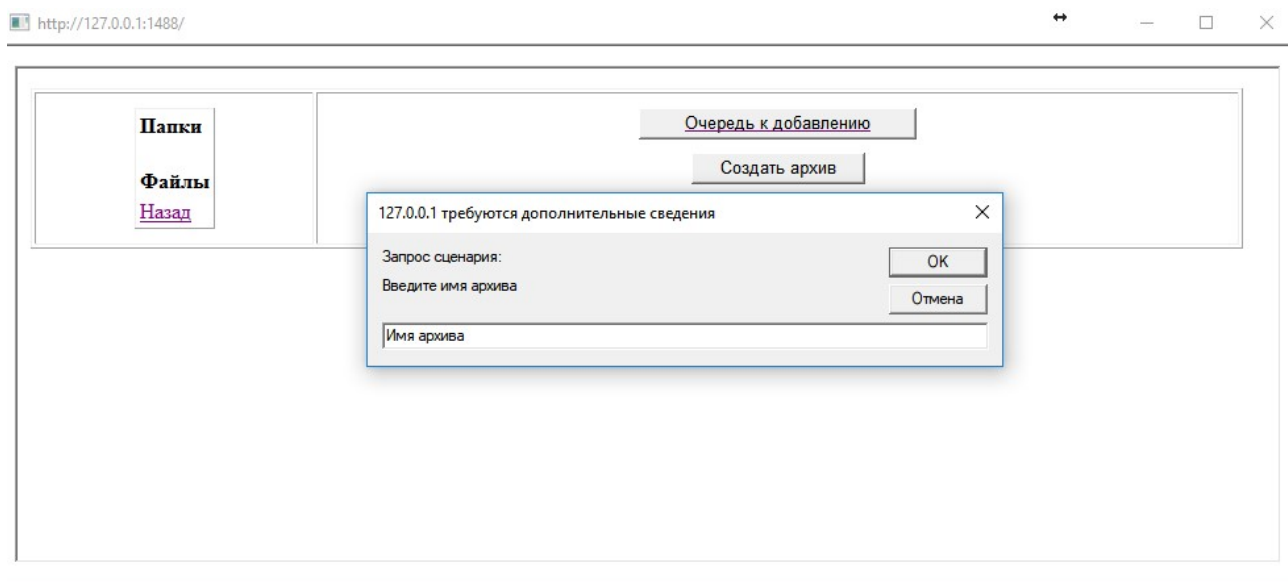 http://127.0.0.1:1488/
Папки
Файлы
Назад
Очередь к добавлению
Создать архив
127.0.0.1 требуются дополнительные сведения
Запрос сценария:
Введите имя архива
OK
Отмена
Имя архива